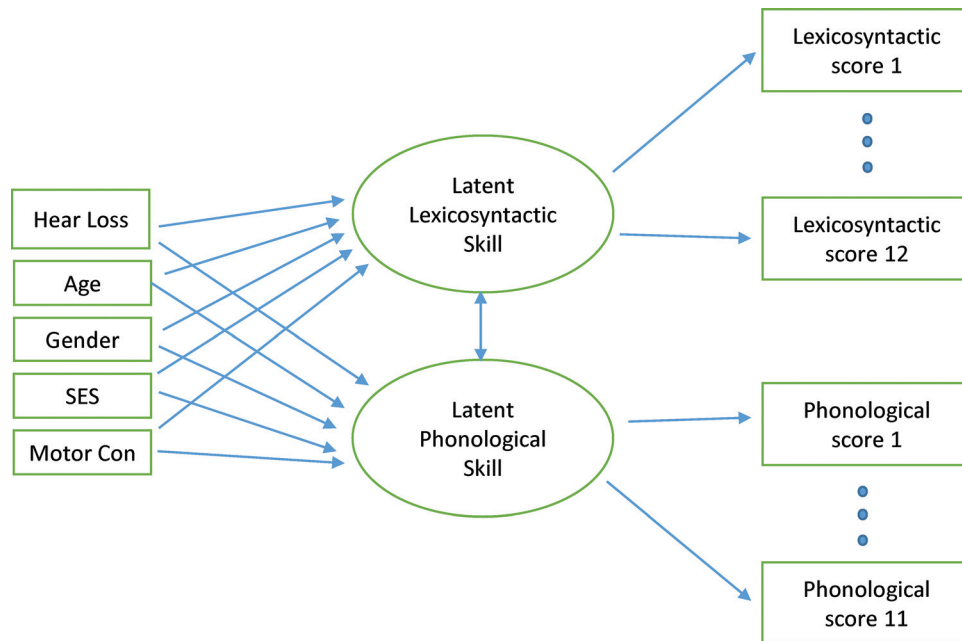 Hear Loss
Age
Gender
SES
Motor Con
Latent
Lexicosyntactic
Skill
Latent
Phonological
Skill
Lexicosyntactic
score 1
Lexicosyntactic
score 12
Phonological
score 1
Phonological
score 11